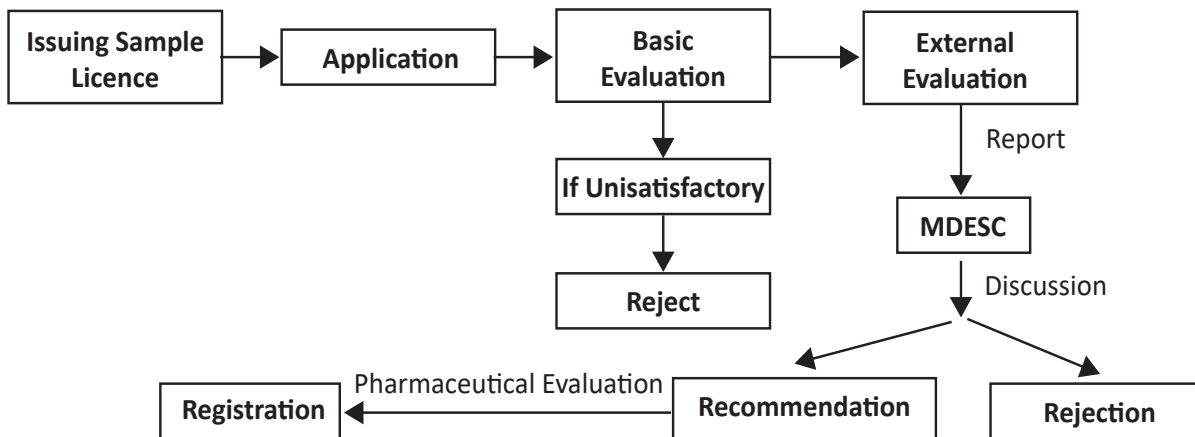 Issuing Sample
Licence
Application
Basic
Evaluation
External
Evaluation
Report
If Unisatisfactory
MDESC
Reject
Discussion
Pharmaceutical Evaluation
Registration
Recommendation
Rejection